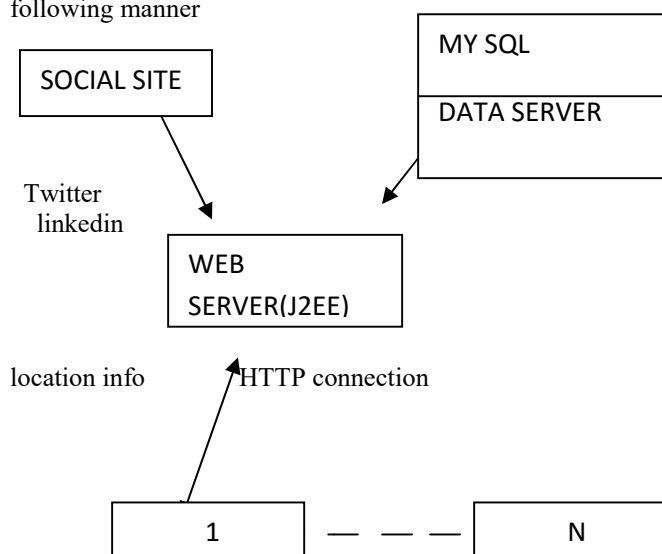 following manner
MY SQL
SOCIAL SITE
DATA SERVER
Twitter
linkedin
WEB
SERVER(J2EE)
location info
HTTP connection
1
N